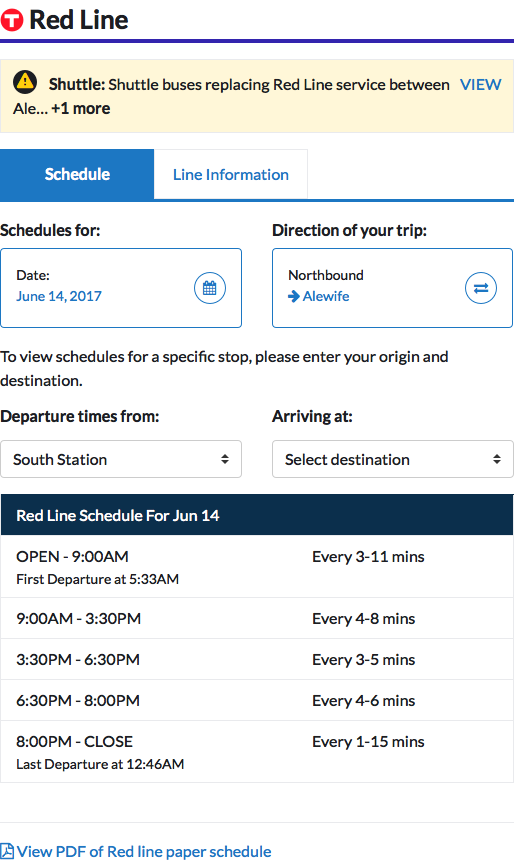 T Red Line
Shuttle: Shuttle buses replacing Red Line service between VIEW
Ale... +1 more
Schedule Line Information
Schedules for: Direction of your trip:
Date: Northbound
June 14, 2017 Alewife
To view schedules for a specific stop, please enter your origin and
destination.
Departure times from: Arriving at:
South Station Select destination
Red Line Schedule For Jun 14
OPEN - 9:00AM Every 3-11 mins
First Departure at 5:33AM
9:00AM - 3:30PM Every 4-8 mins
3:30PM - 6:30PM Every 3-5 mins
6:30PM - 8:00PM Every 4-6 mins
8:00PM - CLOSE Every 1-15 mins
Last Departure at 12:46AM
View PDF of Red line paper schedule